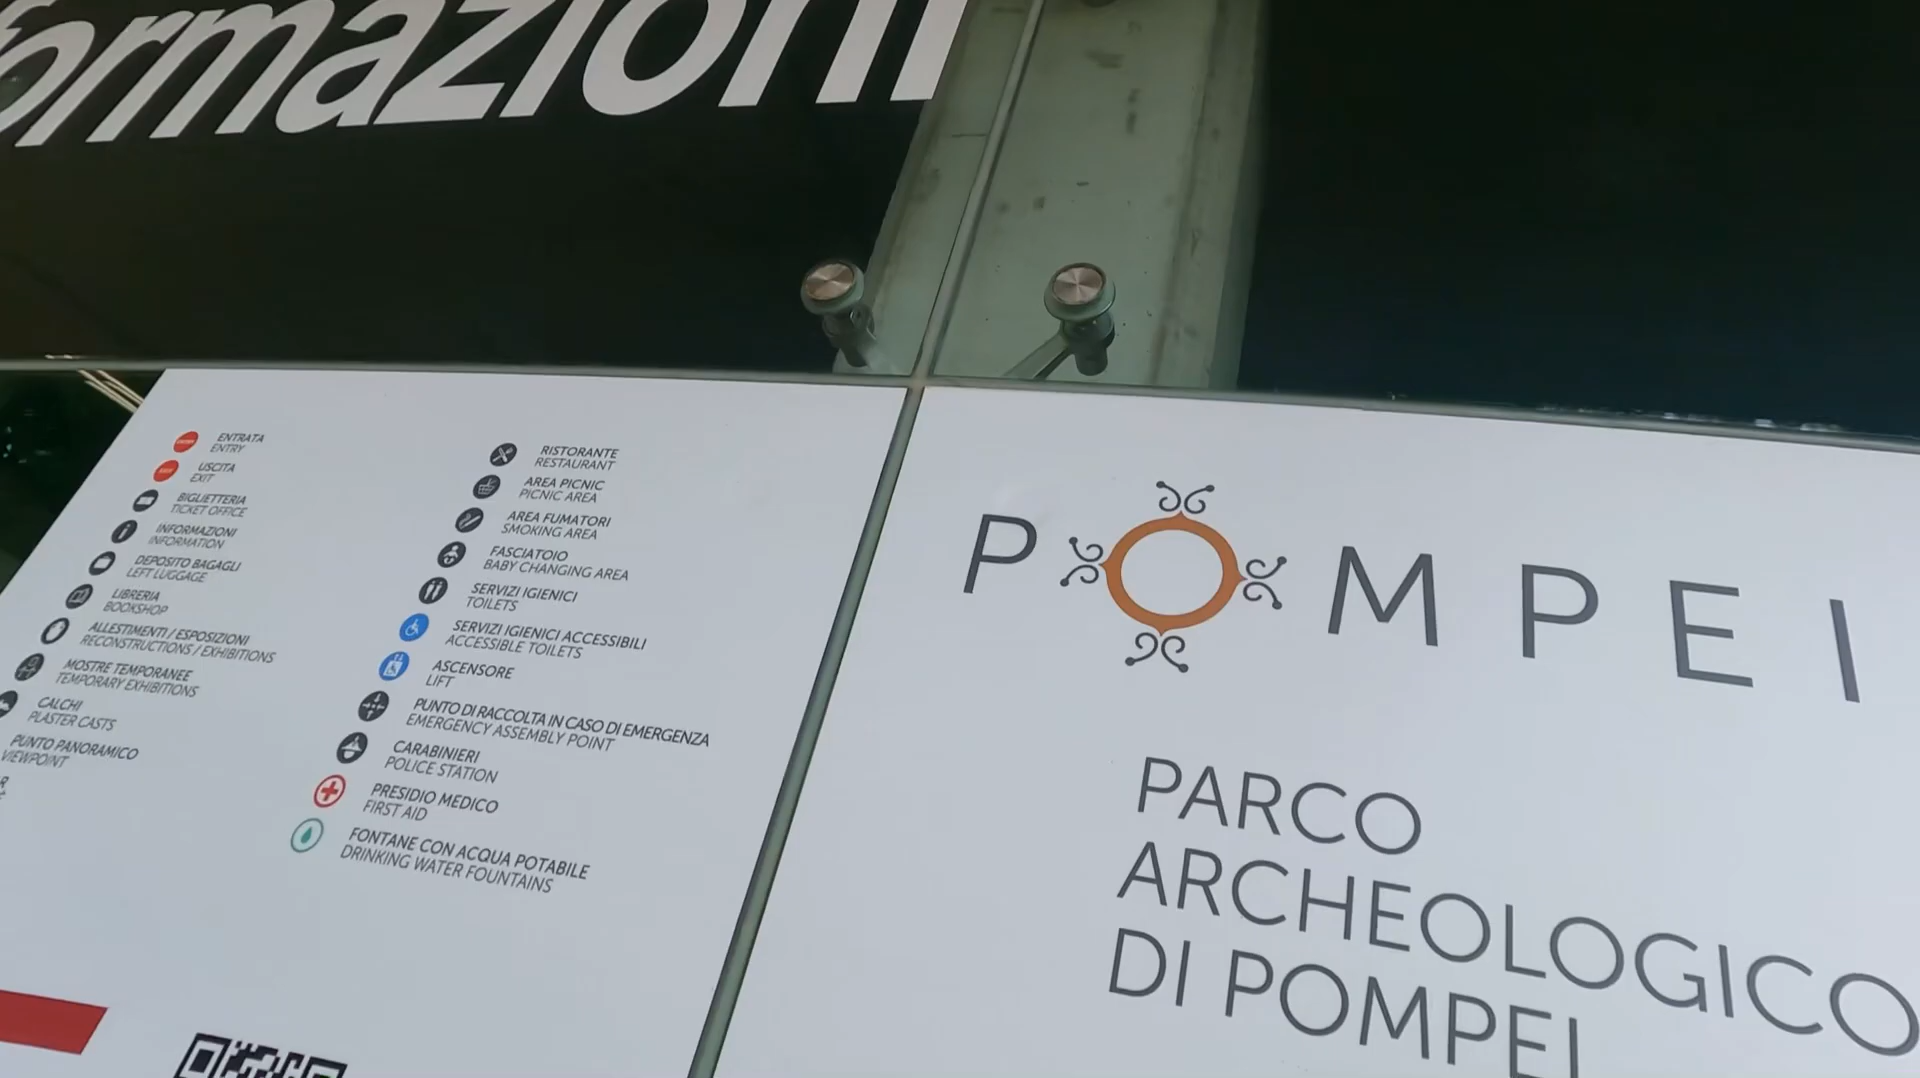 formazioni
ENTRATA
ENTRY
USCITA
EXIT
BIGLIETTERIA
TICKET OFFICE
INFORMAZIONI
INFORMATION
DEPOSITO BAGAGLI
LEFT LUGGAGE
LIBRERIA
BOOKSHOP
ALLESTIMENTI / ESPOSIZIONI
RECONSTRUCTIONS / EXHIBITIONS
MOSTRE TEMPORANEE
TEMPORARY EXHIBITIONS
CALCHI
PLASTER CASTS
PUNTO PANORAMICO
VIEWPOINT
RISTORANTE
RESTAURANT
AREA PICNIC
PICNIC AREA
AREA FUMATORI
SMOKING AREA
FASCIATOIO
BABY CHANGING AREA
SERVIZI IGIENICI
TOILETS
SERVIZI IGIENICI ACCESSIBILI
ACCESSIBLE TOILETS
ASCENSORE
LIFT
PUNTO DI RACCOLTA IN CASO DI EMERGENZA
EMERGENCY ASSEMBLY POINT
CARABINIERI
POLICE STATION
PRESIDIO MEDICO
FIRST AID
FONTANE CON ACQUA POTABILE
DRINKING WATER FOUNTAINS
POMPEI
PARCO
ARCHEOLOGICO
DI POMPEI